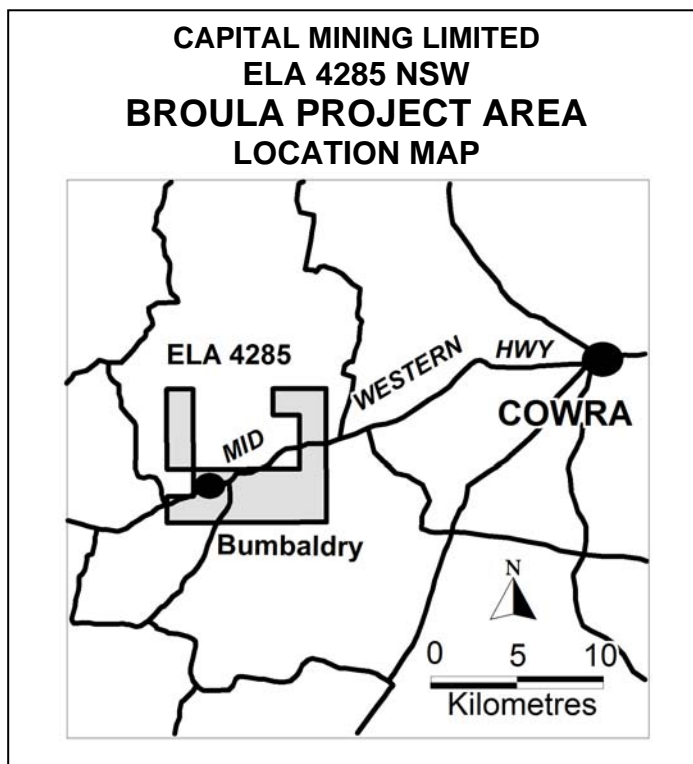 CAPITAL MINING LIMITED
ELA 4285 NSW
BROULA PROJECT AREA
LOCATION MAP
ELA 4285
MID WESTERN HWY
COWRA
Bumbaldry
N
0 5 10
Kilometres